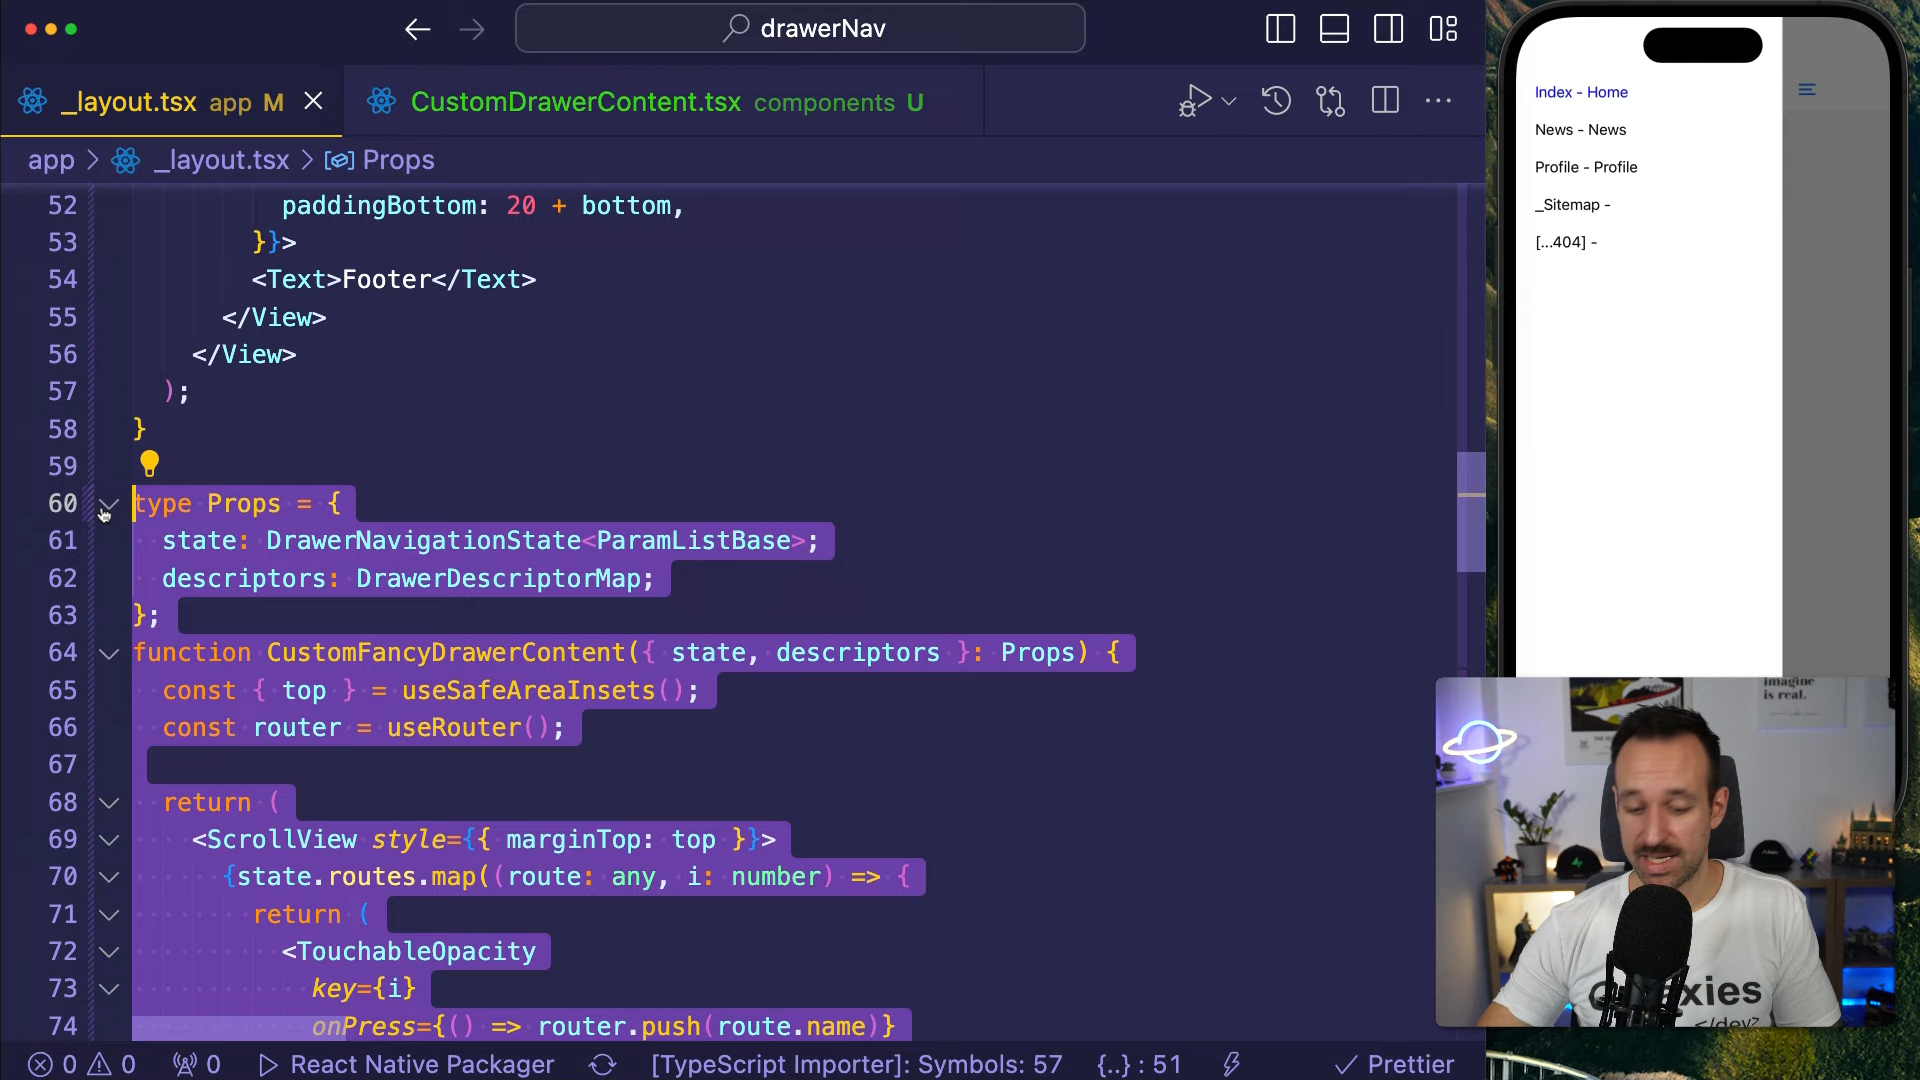 drawerNav
_layout.tsx app M
CustomDrawerContent.tsx components U
app > _layout.tsx > Props
52 paddingBottom: 20 + bottom,
53 }}>
54 <Text>Footer</Text>
55 </View>
56 </View>
57 );
58 }
59
60 type Props = {
61 state: DrawerNavigationState<ParamListBase>;
62 descriptors: DrawerDescriptorMap;
63 };
64 function CustomFancyDrawerContent({ state, descriptors }: Props) {
65 const { top } = useSafeAreaInsets();
66 const router = useRouter();
67
68 return (
69 <ScrollView style={{ marginTop: top }}>
70 {state.routes.map((route: any, i: number) => {
71 return (
72 <TouchableOpacity
73 key={i}
74 onPress={() => router.push(route.name)}
0 0 0 React Native Packager [TypeScript Importer]: Symbols: 57 {..} : 51 Prettier
Index - Home
News - News
Profile - Profile
_Sitemap -
[...404] -
imagine
is real.
</dev>